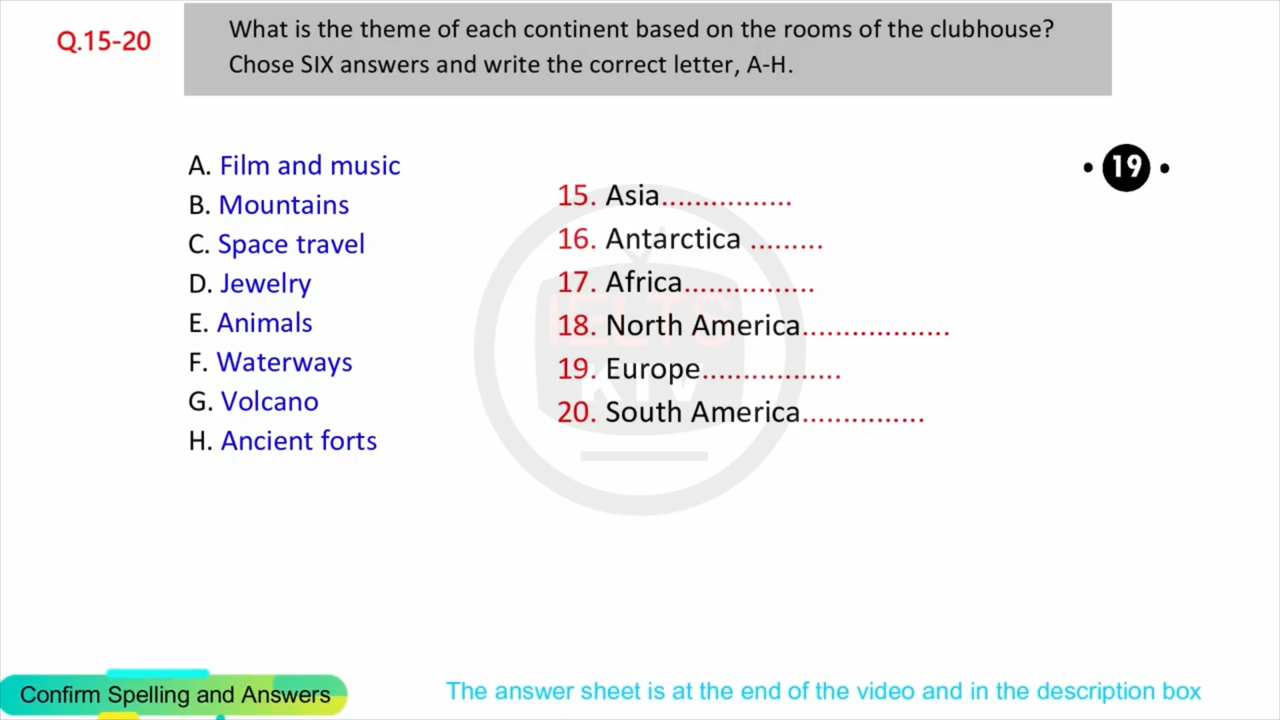 Q.15-20
What is the theme of each continent based on the rooms of the clubhouse?
Chose SIX answers and write the correct letter, A-H.
A. Film and music
B. Mountains
C. Space travel
D. Jewelry
E. Animals
F. Waterways
G. Volcano
H. Ancient forts
• 19 •
15. Asia................
16. Antarctica .........
17. Africa................
18. North America..................
19. Europe.................
20. South America...............
IELTS
KTV
Confirm Spelling and Answers
The answer sheet is at the end of the video and in the description box